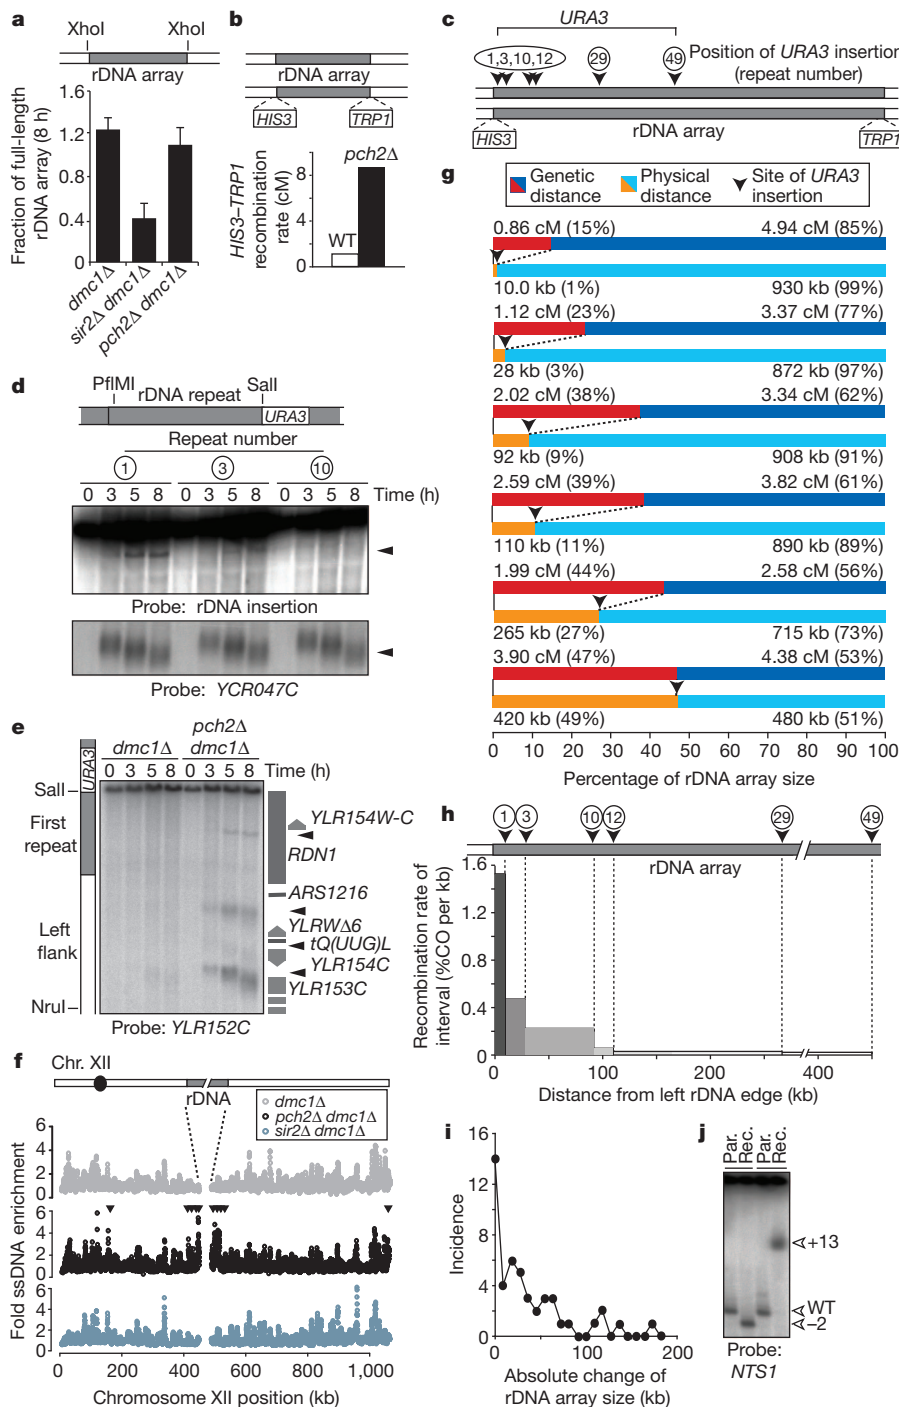 a
XhoI XhoI
rDNA array
Fraction of full-length
rDNA array (8 h)
1.6
1.2
0.8
0.4
0
dmc1Δ
sir2Δ dmc1Δ
pch2Δ dmc1Δ
b
rDNA array
HIS3 TRP1
HIS3–TRP1
recombination
rate (cM)
8
4
0
WT
pch2Δ
c
URA3
1,3,10,12 29 49
Position of URA3 insertion
(repeat number)
HIS3 rDNA array TRP1
d
PflMI rDNA repeat SalI
URA3
Repeat number
1 3 10
0 3 5 8 0 3 5 8 0 3 5 8 Time (h)
Probe: rDNA insertion
Probe: YCR047C
e
pch2Δ
dmc1Δ dmc1Δ
0 3 5 8 0 3 5 8 Time (h)
URA3
SalI
First
repeat
Left
flank
NruI
YLR154W-C
RDN1
ARS1216
YLRWΔ6
tQ(UUG)L
YLR154C
YLR153C
Probe: YLR152C
f
Chr. XII
rDNA
dmc1Δ
pch2Δ dmc1Δ
sir2Δ dmc1Δ
Fold ssDNA enrichment
6
4
2
0
6
4
2
0
6
4
2
0
0 200 400 600 800 1,000
Chromosome XII position (kb)
g
Genetic
distance
Physical
distance
Site of URA3
insertion
0.86 cM (15%) 4.94 cM (85%)
10.0 kb (1%) 930 kb (99%)
1.12 cM (23%) 3.37 cM (77%)
28 kb (3%) 872 kb (97%)
2.02 cM (38%) 3.34 cM (62%)
92 kb (9%) 908 kb (91%)
2.59 cM (39%) 3.82 cM (61%)
110 kb (11%) 890 kb (89%)
1.99 cM (44%) 2.58 cM (56%)
265 kb (27%) 715 kb (73%)
3.90 cM (47%) 4.38 cM (53%)
420 kb (49%) 480 kb (51%)
0 10 20 30 40 50 60 70 80 90 100
Percentage of rDNA array size
h
1 3 10 12 29 49
rDNA array
Recombination rate of
interval (%CO per kb)
1.6
1.2
0.8
0.4
0
0 100 200 400
Distance from left rDNA edge (kb)
i
Incidence
16
12
8
4
0
0 100 200
Absolute change of
rDNA array size (kb)
j
Par. Rec. Par. Rec.
+13
WT
–2
Probe:
NTS1